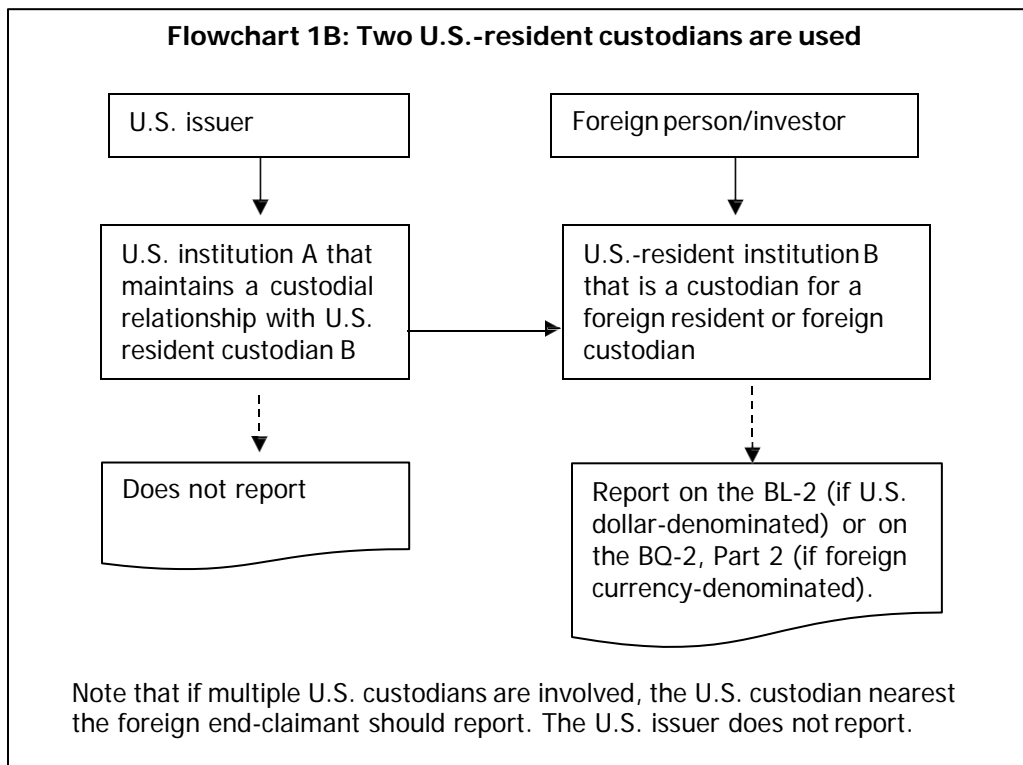 Flowchart 1B: Two U.S.-resident custodians are used
U.S. issuer
Foreign person/investor
U.S. institution A that
maintains a custodial
relationship with U.S.
resident custodian B
U.S.-resident institution B
that is a custodian for a
foreign resident or foreign
custodian
Does not report
Report on the BL-2 (if U.S.
dollar-denominated) or on
the BQ-2, Part 2 (if foreign
currency-denominated).
Note that if multiple U.S. custodians are involved, the U.S. custodian nearest
the foreign end-claimant should report. The U.S. issuer does not report.